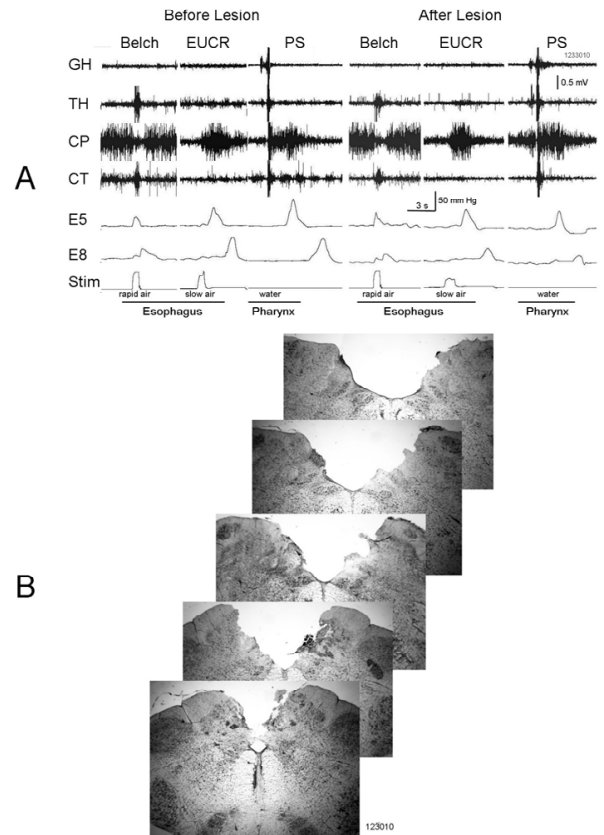 Before Lesion After Lesion
Belch EUCR PS Belch EUCR PS
1233010
GH
0.5 mV
TH
CP
A
CT
50 mm Hg
3 s
E5
E8
Stim
rapid air slow air water rapid air slow air water
Esophagus Pharynx Esophagus Pharynx
B
123010